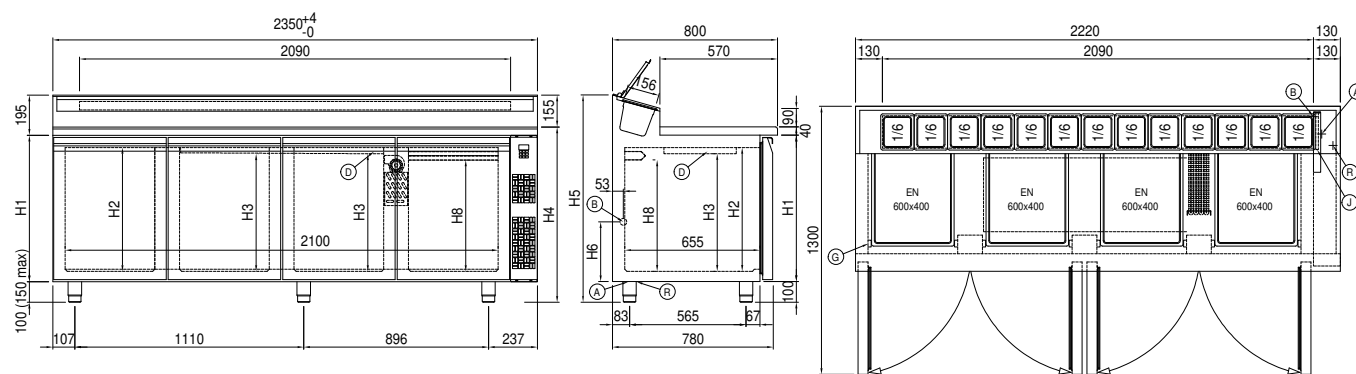 2350 +4 -0
2090
195
155
H1
H2
H3
H3
H8
H4
D
2100
100 (150 max)
107
1110
896
237
800
570
156
90
40
H5
53
B
H6
H8
H3
H2
H1
D
655
A
R
100
83
565
67
780
2220
130
130
2090
130
B
A
1/6
1/6
1/6
1/6
1/6
1/6
1/6
1/6
1/6
1/6
1/6
1/6
1/6
R
J
EN
600x400
EN
600x400
EN
600x400
EN
600x400
G
1300